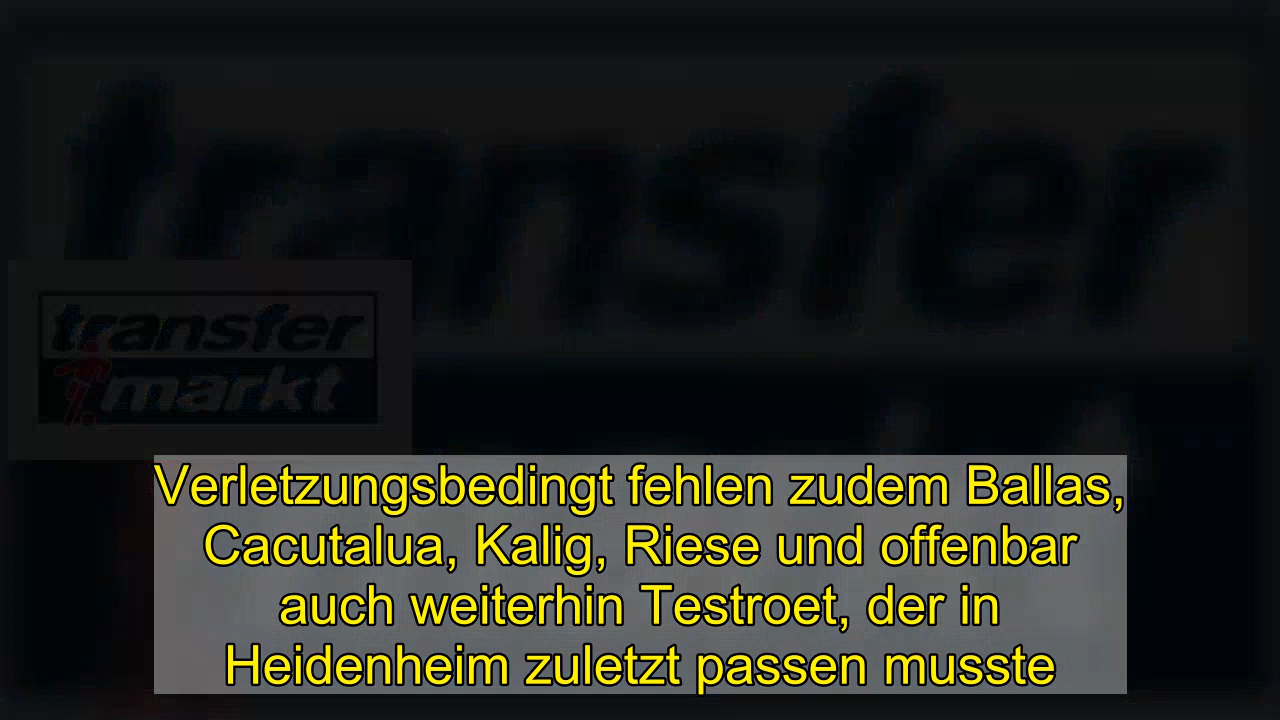 transfer
transfer
markt
Verletzungsbedingt fehlen zudem Ballas,
Cacutalua, Kalig, Riese und offenbar
auch weiterhin Testroet, der in
Heidenheim zuletzt passen musste